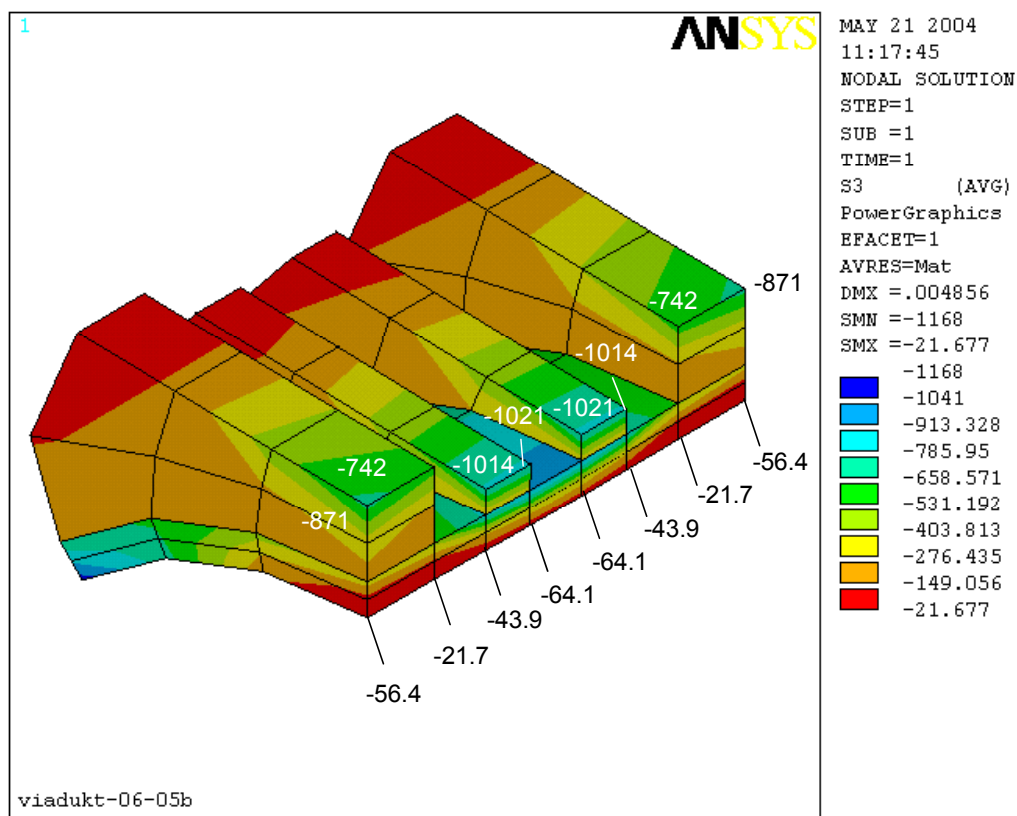 1
ANSYS
MAY 21 2004
11:17:45
NODAL SOLUTION
STEP=1
SUB =1
TIME=1
S3 (AVG)
PowerGraphics
EFACET=1
AVRES=Mat
DMX =.004856
SMN =-1168
SMX =-21.677
-1168
-1041
-913.328
-785.95
-658.571
-531.192
-403.813
-276.435
-149.056
-21.677
-871
-742
-1014
-1021
-1021
-742
-1014
-871
-56.4
-21.7
-43.9
-64.1
-64.1
-43.9
-21.7
-56.4
viadukt-06-05b